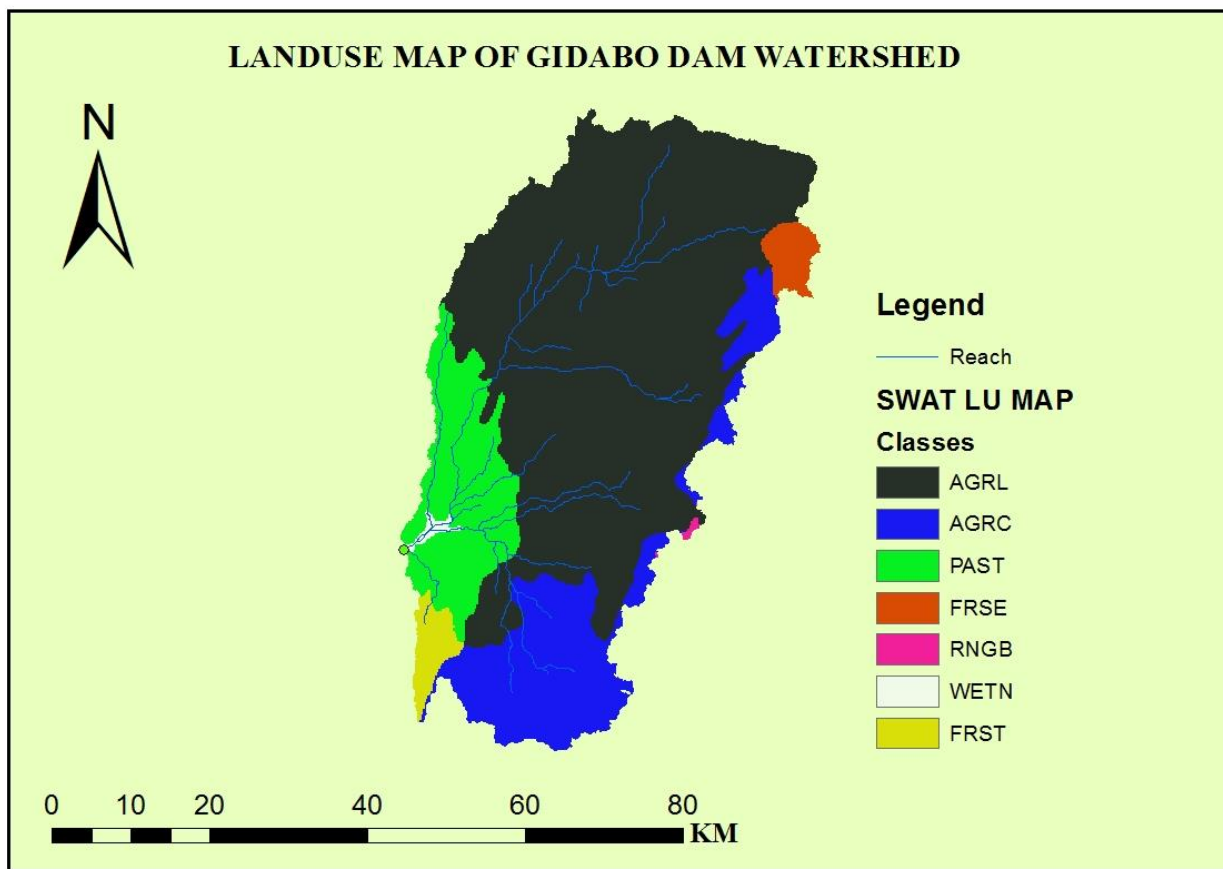 LANDUSE MAP OF GIDABO DAM WATERSHED
N
Legend
Reach
SWAT LU MAP
Classes
AGRL
AGRC
PAST
FRSE
RNGB
WETN
FRST
0 10 20 40 60 80
KM